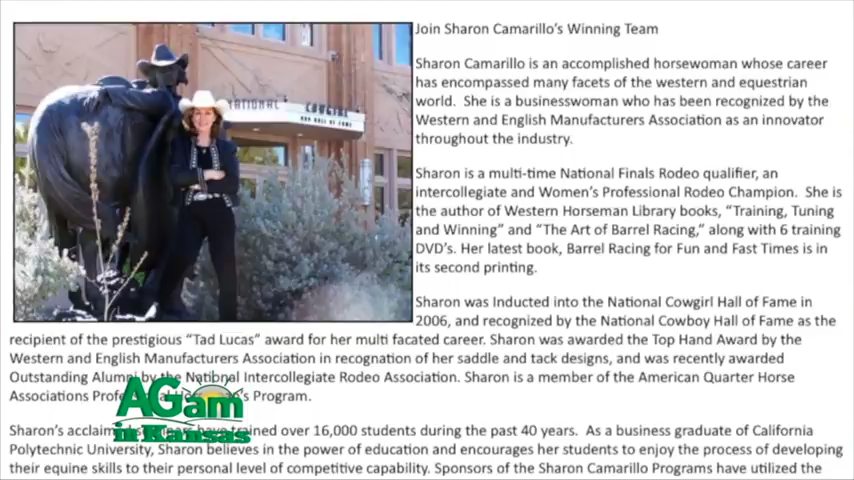 Join Sharon Camarillo's Winning Team
Sharon Camarillo is an accomplished horsewoman whose career
has encompassed many facets of the western and equestrian
world. She is a businesswoman who has been recognized by the
Western and English Manufacturers Association as an innovator
throughout the industry.
Sharon is a multi-time National Finals Rodeo qualifier, an
intercollegiate and Women's Professional Rodeo Champion. She is
the author of Western Horseman Library books, "Training, Tuning
and Winning" and "The Art of Barrel Racing," along with 6 training
DVD's. Her latest book, Barrel Racing for Fun and Fast Times is in
its second printing.
Sharon was Inducted into the National Cowgirl Hall of Fame in
2006, and recognized by the National Cowboy Hall of Fame as the
recipient of the prestigious "Tad Lucas" award for her multi facated career. Sharon was awarded the Top Hand Award by the
Western and English Manufacturers Association in recognation of her saddle and tack designs, and was recently awarded
Outstanding Alumni by the National Intercollegiate Rodeo Association. Sharon is a member of the American Quarter Horse
Associations Professional Horseman's Program.
Sharon's acclaimed seminars have trained over 16,000 students during the past 40 years. As a business graduate of California
Polytechnic University, Sharon believes in the power of education and encourages her students to enjoy the process of developing
their equine skills to their personal level of competitive capability. Sponsors of the Sharon Camarillo Programs have utilized the
NATIONAL COWGIRL
HALL OF FAME
AGam
in Kansas